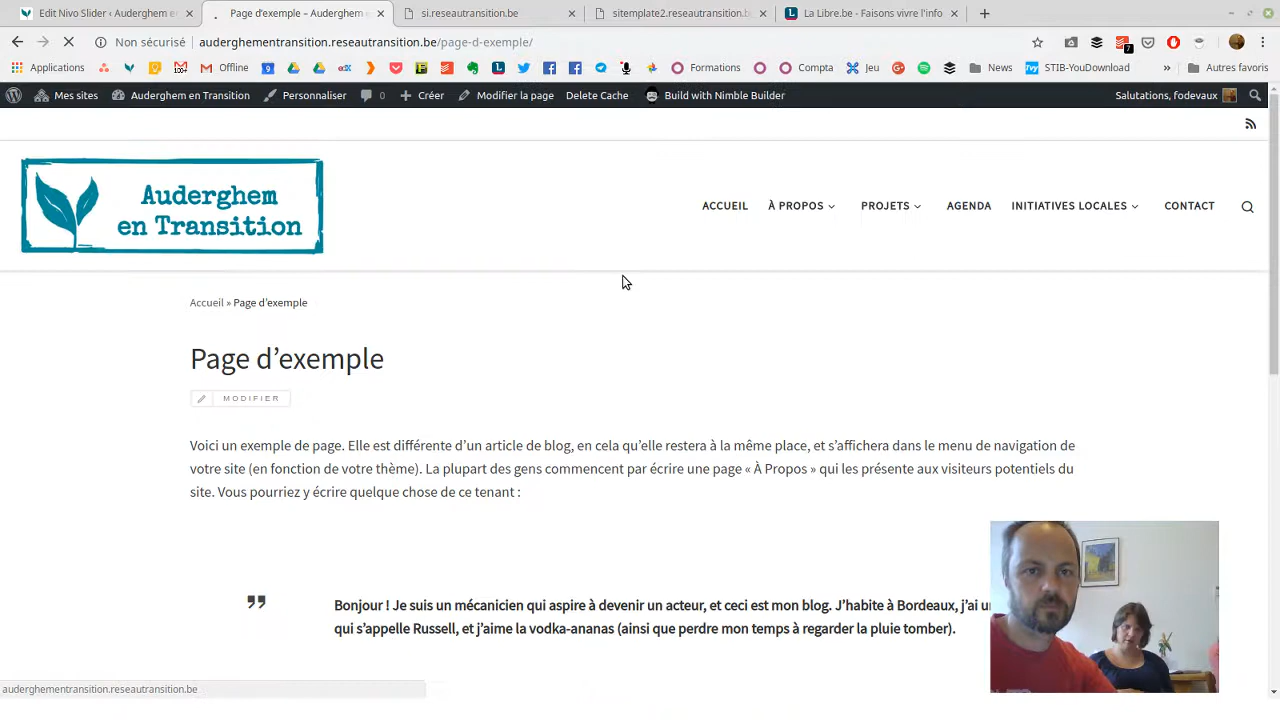 Edit Nivo Slider ‹ Auderghem en
Page d'exemple – Auderghem
si.reseautransition.be
sitemplate2.reseautransition.b
La Libre.be - Faisons vivre l'info
Non sécurisé
auderghementransition.reseautransition.be/page-d-exemple/
7
Applications
100+
Offline
9
edX
Formations
Compta
Jeu
News
STIB-YouDownload
»
Autres favoris
Mes sites
Auderghem en Transition
Personnaliser
0
Créer
Modifier la page
Delete Cache
Build with Nimble Builder
Salutations, fodevaux
Auderghem
en Transition
ACCUEIL
À PROPOS
PROJETS
AGENDA
INITIATIVES LOCALES
CONTACT
Accueil » Page d'exemple
Page d'exemple
MODIFIER
Voici un exemple de page. Elle est différente d'un article de blog, en cela qu'elle restera à la même place, et s'affichera dans le menu de navigation de
votre site (en fonction de votre thème). La plupart des gens commencent par écrire une page « À Propos » qui les présente aux visiteurs potentiels du
site. Vous pourriez y écrire quelque chose de ce tenant :
Bonjour ! Je suis un mécanicien qui aspire à devenir un acteur, et ceci est mon blog. J'habite à Bordeaux, j'ai
qui s'appelle Russell, et j'aime la vodka-ananas (ainsi que perdre mon temps à regarder la pluie tomber).
auderghementransition.reseautransition.be